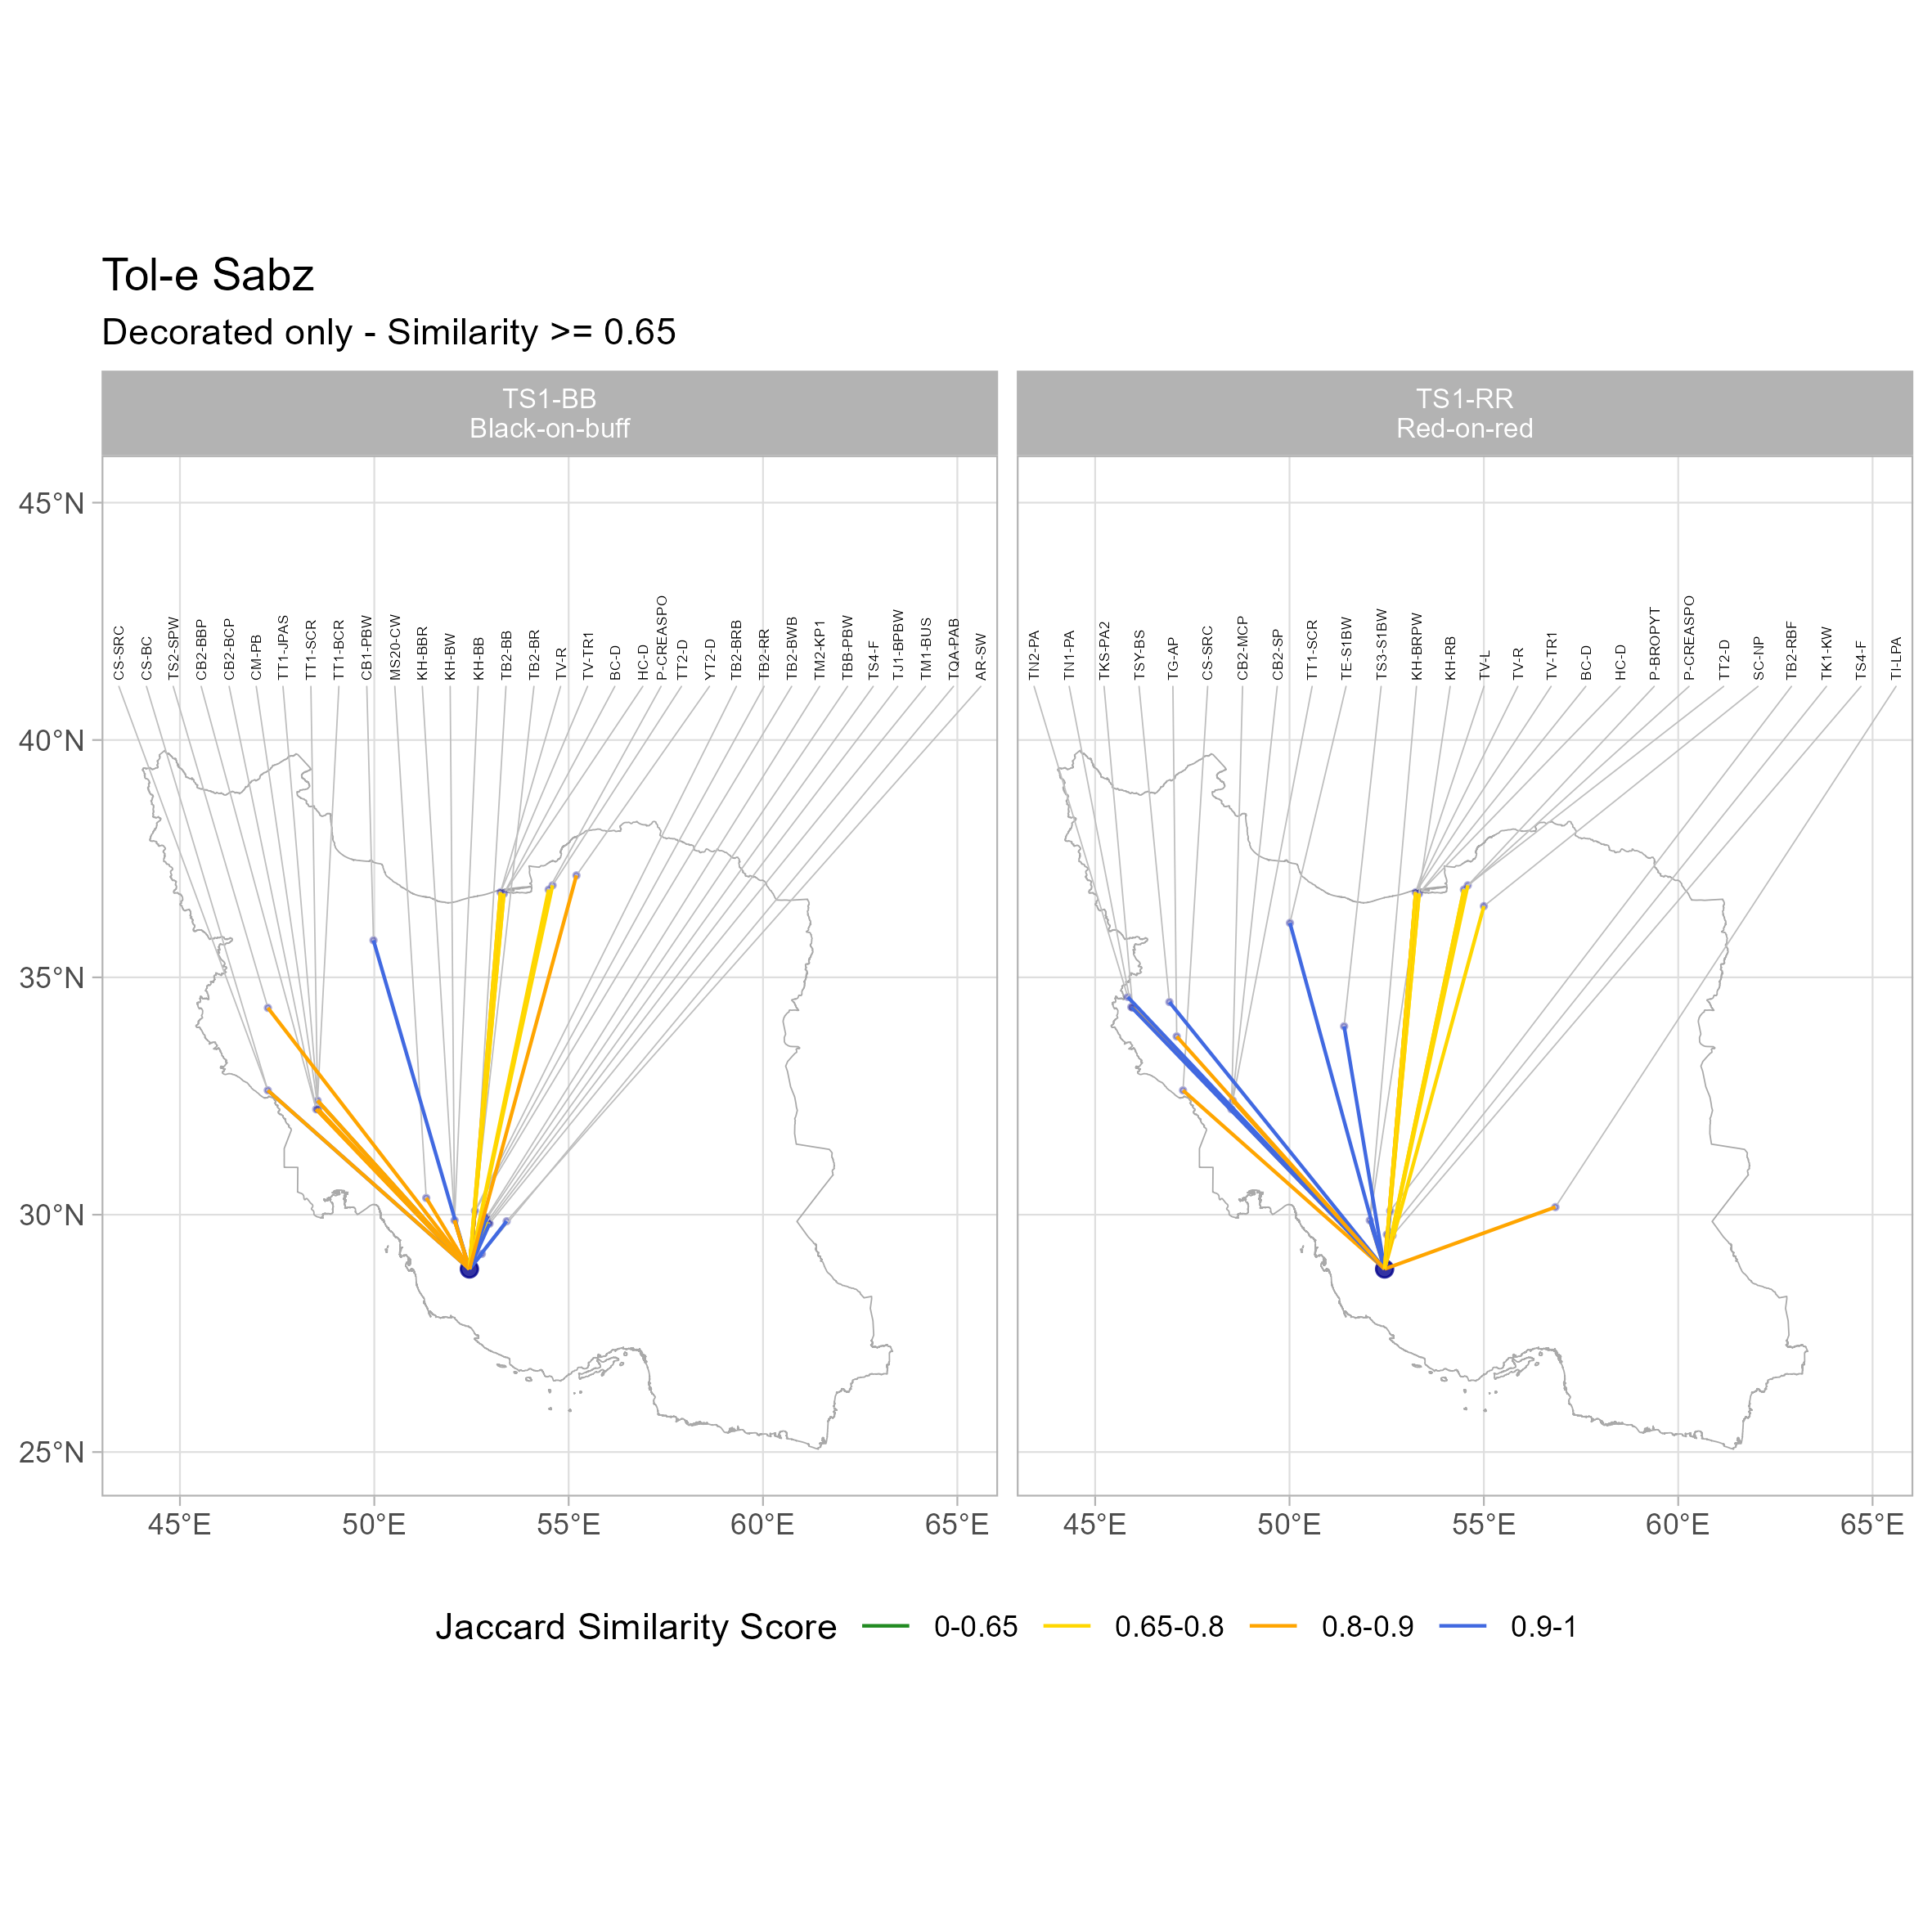 Tol-e Sabz
Decorated only - Similarity >= 0.65
TS1-BB
Black-on-buff
CS-SRC
CS-BC
TS2-SPW
CB2-BBP
CB2-BCP
CM-PB
TT1-JPAS
TT1-SCR
TT1-BCR
CB1-PBW
MS20-CW
KH-BBR
KH-BW
KH-BB
TB2-BB
TB2-BR
TV-R
TV-TR1
BC-D
HC-D
P-CREASPO
TT2-D
YT2-D
TB2-BRB
TB2-RR
TB2-BWB
TM2-KP1
TBB-PBW
TS4-F
TJ1-BPBW
TM1-BUS
TQA-PAB
AR-SW
TS1-RR
Red-on-red
TN2-PA
TN1-PA
TKS-PA2
TSY-BS
TG-AP
CS-SRC
CB2-MCP
CB2-SP
TT1-SCR
TE-S1BW
TS3-S1BW
KH-BRPW
KH-RB
TV-L
TV-R
TV-TR1
BC-D
HC-D
P-BROPYT
P-CREASPO
TT2-D
SC-NP
TB2-RBF
TK1-KW
TS4-F
TI-LPA
45°N
40°N
35°N
30°N
25°N
45°E 50°E 55°E 60°E 65°E
45°E 50°E 55°E 60°E 65°E
Jaccard Similarity Score 0-0.65 0.65-0.8 0.8-0.9 0.9-1